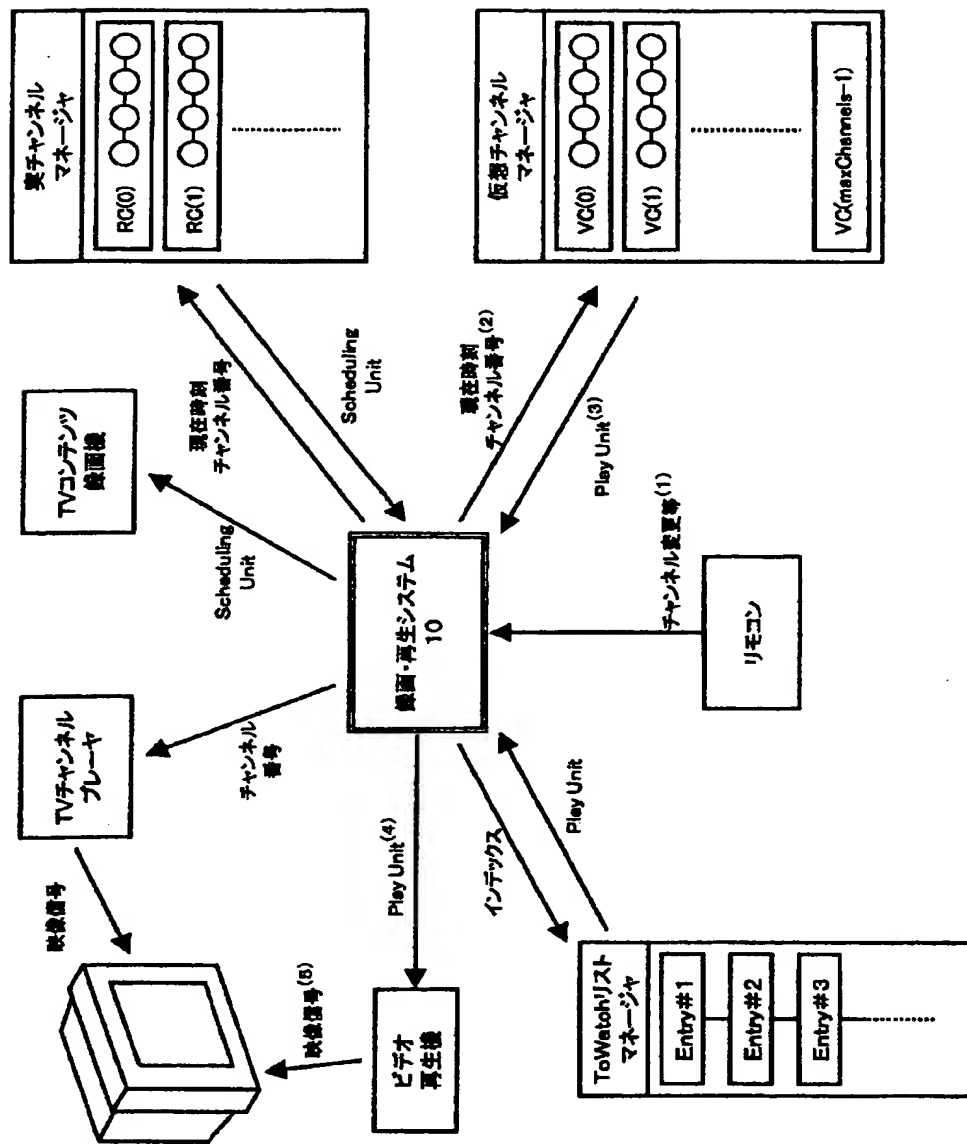 実チャンネル
マネージャ
RC(0)
RC(1)
仮想チャンネル
マネージャ
VC(0)
VC(1)
VC(maxChannels-1)
現在時刻
チャンネル番号
Scheduling
Unit
現在時刻
チャンネル番号(2)
Play Unit(3)
TVコンテンツ
録画機
Scheduling
Unit
録画・再生システム
10
チャンネル変更等(1)
リモコン
TVチャンネル
プレーヤ
チャンネル
番号
Play Unit(4)
インデックス
Play Unit
映像信号
映像信号(5)
ビデオ
再生機
ToWatchリスト
マネージャ
Entry#1
Entry#2
Entry#3